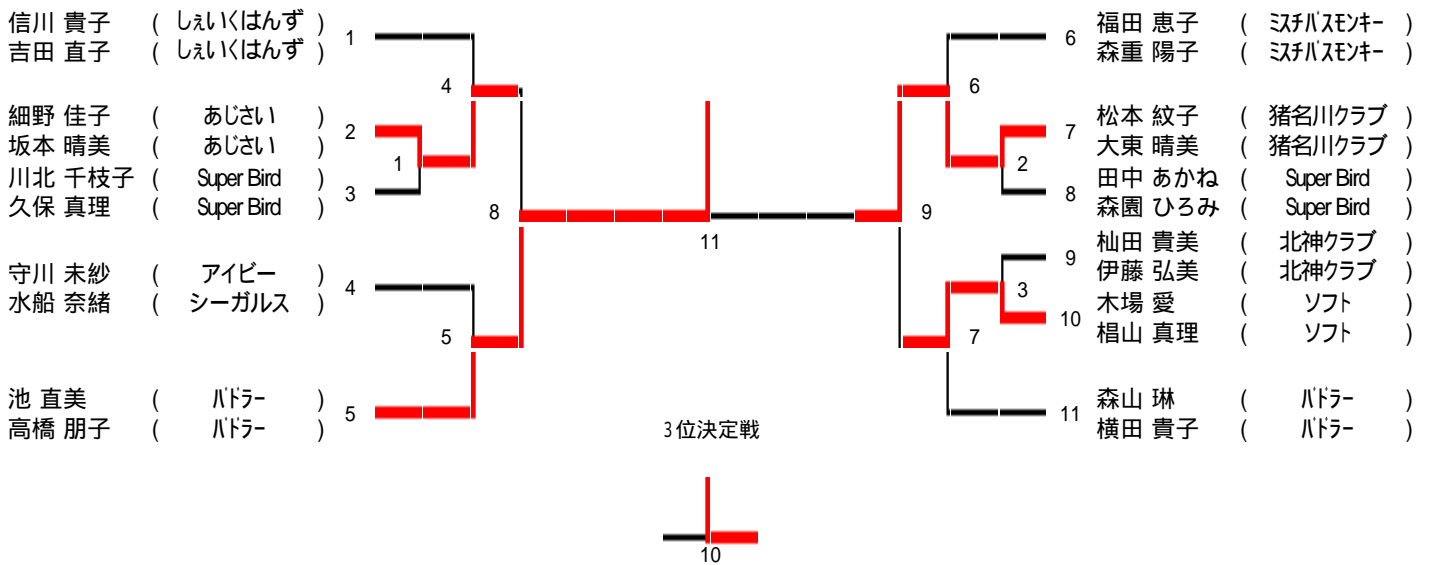 信川 貴子 ( しぇいくはんず ) 1
吉田 直子 ( しぇいくはんず )
4
細野 佳子 ( あじさい ) 2
坂本 晴美 ( あじさい )
1
川北 千枝子 ( Super Bird ) 3
久保 真理 ( Super Bird )
8
守川 未紗 ( アイビー ) 4
水船 奈緒 ( シーガルス )
5
池 直美 ( バドラー ) 5
高橋 朋子 ( バドラー )
11
6 福田 恵子 ( ミスチバスモンキー )
森重 陽子 ( ミスチバスモンキー )
6
7 松本 紋子 ( 猪名川クラブ )
大東 晴美 ( 猪名川クラブ )
2
8 田中 あかね ( Super Bird )
森園 ひろみ ( Super Bird )
9
9 杣田 貴美 ( 北神クラブ )
伊藤 弘美 ( 北神クラブ )
3
10 木場 愛 ( ソフト )
椙山 真理 ( ソフト )
7
11 森山 琳 ( バドラー )
横田 貴子 ( バドラー )
3位決定戦
10